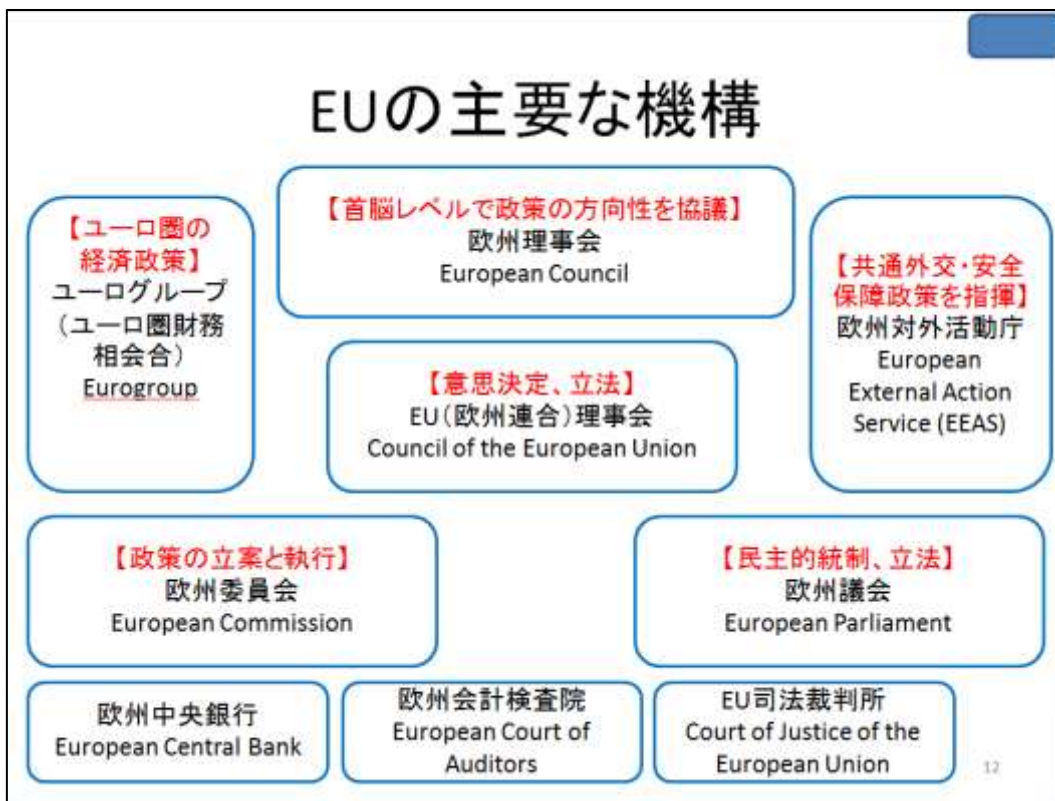 EUの主要な機構
【ユーロ圏の
経済政策】
ユーログループ
（ユーロ圏財務
相会合）
Eurogroup
【首脳レベルで政策の方向性を協議】
欧州理事会
European Council
【共通外交・安全
保障政策を指揮】
欧州対外活動庁
European
External Action
Service (EEAS)
【意思決定、立法】
EU（欧州連合）理事会
Council of the European Union
【政策の立案と執行】
欧州委員会
European Commission
【民主的統制、立法】
欧州議会
European Parliament
欧州中央銀行
European Central Bank
欧州会計検査院
European Court of
Auditors
EU司法裁判所
Court of Justice of the
European Union
12